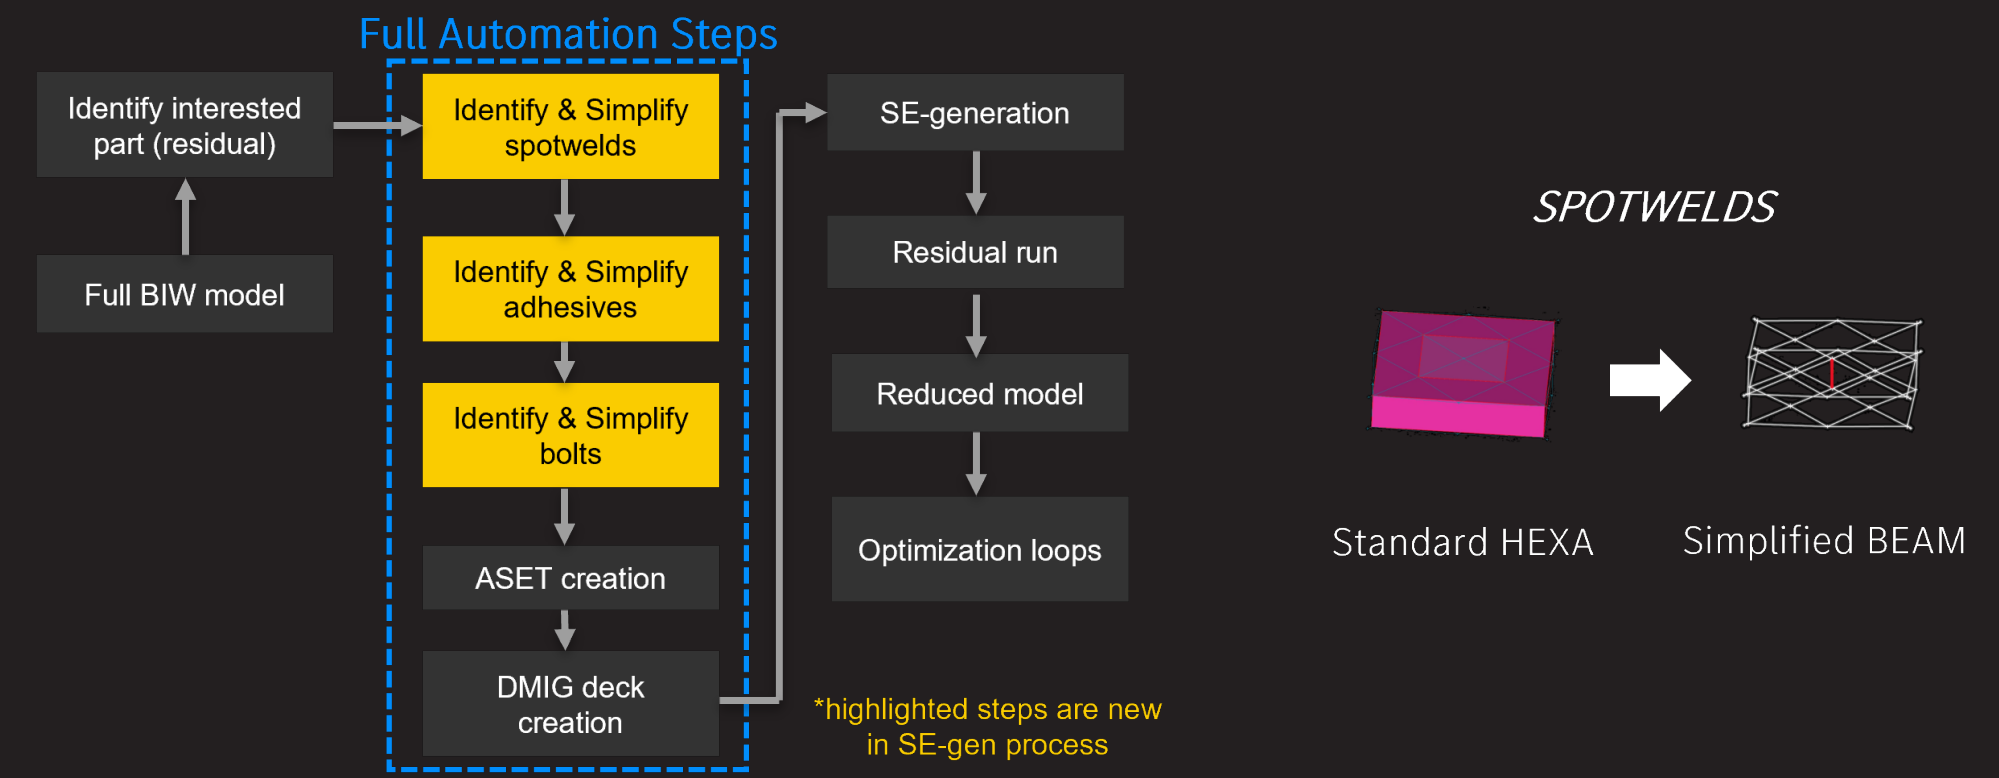 Full Automation Steps
Identify interested
part (residual)
Full BIW model
Identify & Simplify
spotwelds
Identify & Simplify
adhesives
Identify & Simplify
bolts
ASET creation
DMIG deck
creation
SE-generation
Residual run
Reduced model
Optimization loops
*highlighted steps are new
in SE-gen process
SPOTWELDS
Standard HEXA
Simplified BEAM